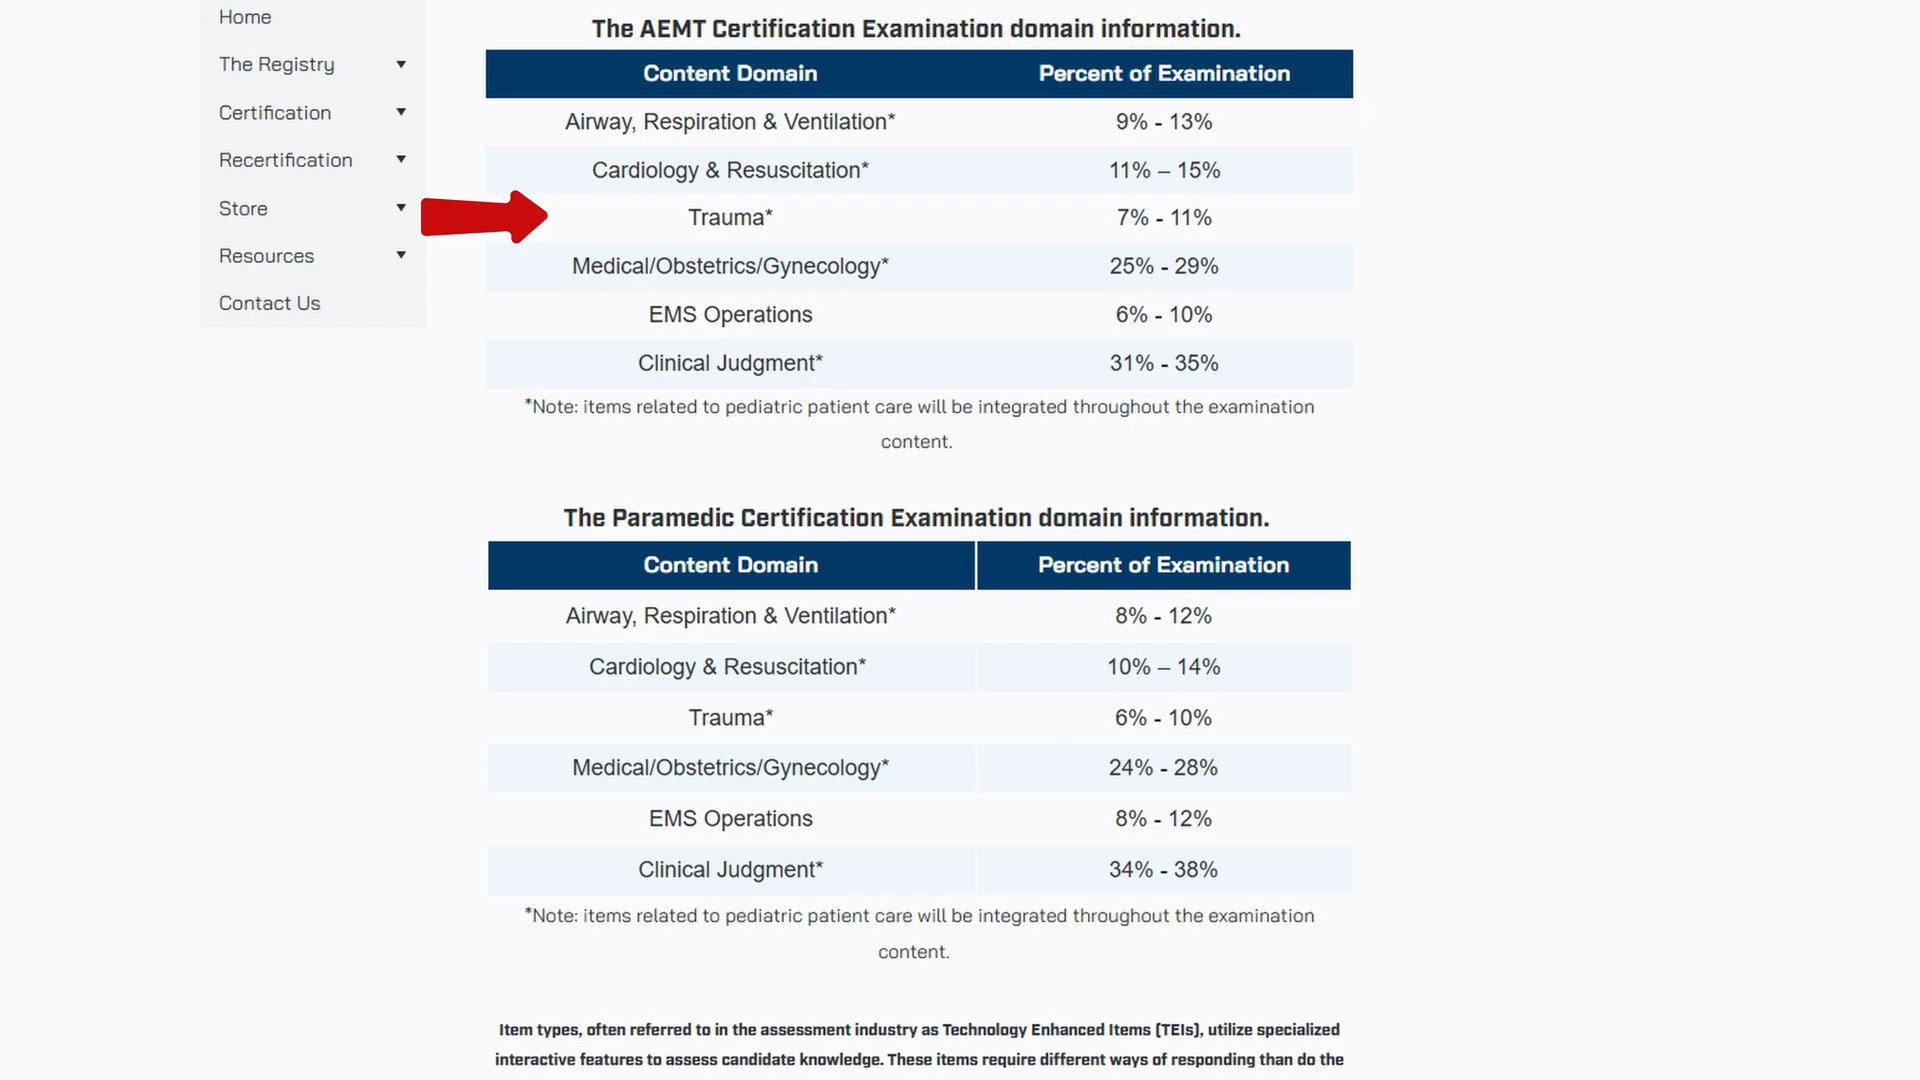 Home
The Registry
Certification
Recertification
Store
Resources
Contact Us
The AEMT Certification Examination domain information.
Content Domain Percent of Examination
Airway, Respiration & Ventilation* 9% - 13%
Cardiology & Resuscitation* 11% – 15%
Trauma* 7% - 11%
Medical/Obstetrics/Gynecology* 25% - 29%
EMS Operations 6% - 10%
Clinical Judgment* 31% - 35%
*Note: items related to pediatric patient care will be integrated throughout the examination
content.
The Paramedic Certification Examination domain information.
Content Domain Percent of Examination
Airway, Respiration & Ventilation* 8% - 12%
Cardiology & Resuscitation* 10% – 14%
Trauma* 6% - 10%
Medical/Obstetrics/Gynecology* 24% - 28%
EMS Operations 8% - 12%
Clinical Judgment* 34% - 38%
*Note: items related to pediatric patient care will be integrated throughout the examination
content.
Item types, often referred to in the assessment industry as Technology Enhanced Items (TEIs), utilize specialized
interactive features to assess candidate knowledge. These items require different ways of responding than do the